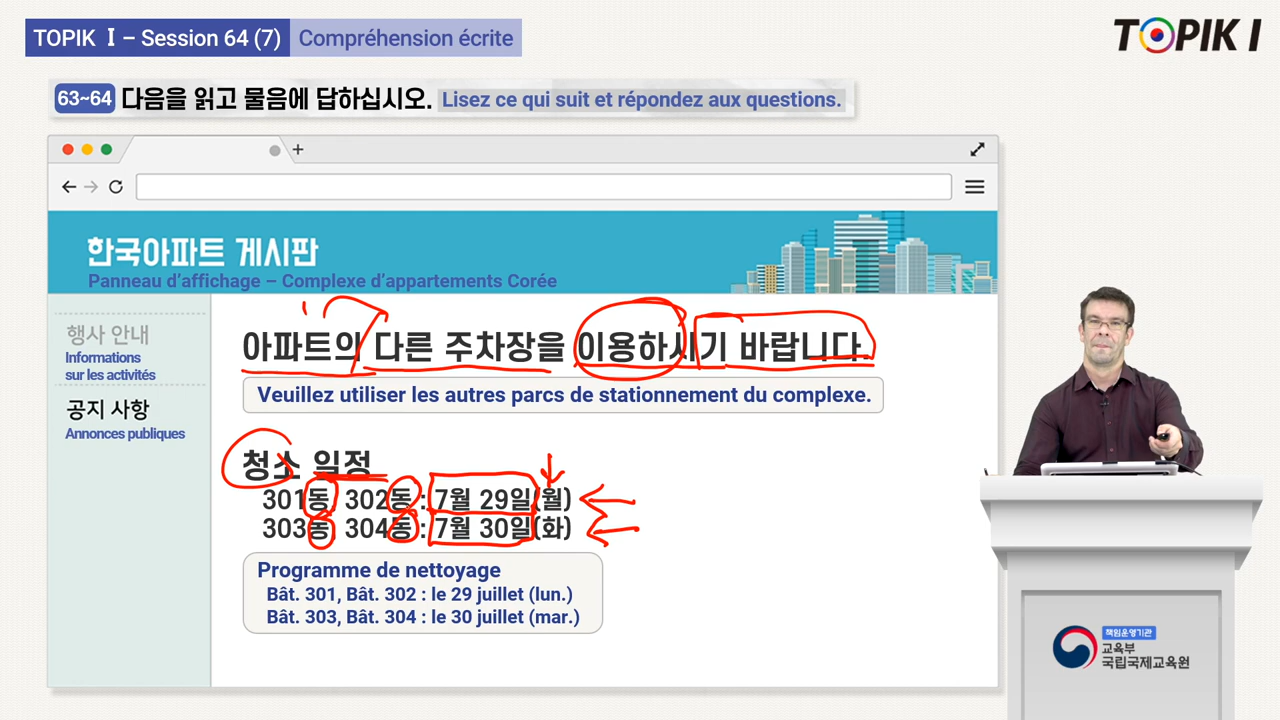 TOPIK Ⅰ – Session 64 (7) Compréhension écrite
TOPIK I
63~64 다음을 읽고 물음에 답하십시오. Lisez ce qui suit et répondez aux questions.
한국아파트 게시판
Panneau d'affichage – Complexe d'appartements Corée
행사 안내
Informations
sur les activités
공지 사항
Annonces publiques
아파트의 다른 주차장을 이용하시기 바랍니다.
Veuillez utiliser les autres parcs de stationnement du complexe.
청소 일정
301동, 302동 : 7월 29일(월)
303동, 304동 : 7월 30일(화)
Programme de nettoyage
Bât. 301, Bât. 302 : le 29 juillet (lun.)
Bât. 303, Bât. 304 : le 30 juillet (mar.)
책임운영기관
교육부
국립국제교육원